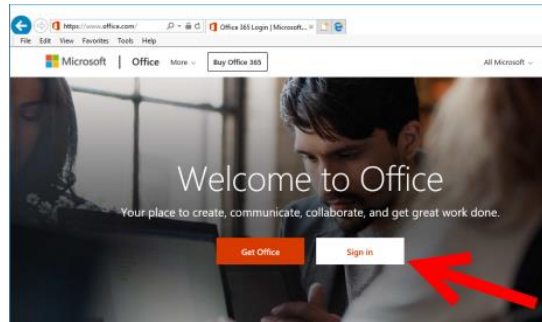 https://www.office.com/
Office 365 Login | Microsoft...
File Edit View Favorites Tools Help
Microsoft | Office More Buy Office 365 All Microsoft
Welcome to Office
Your place to create, communicate, collaborate, and get great work done.
Get Office Sign in